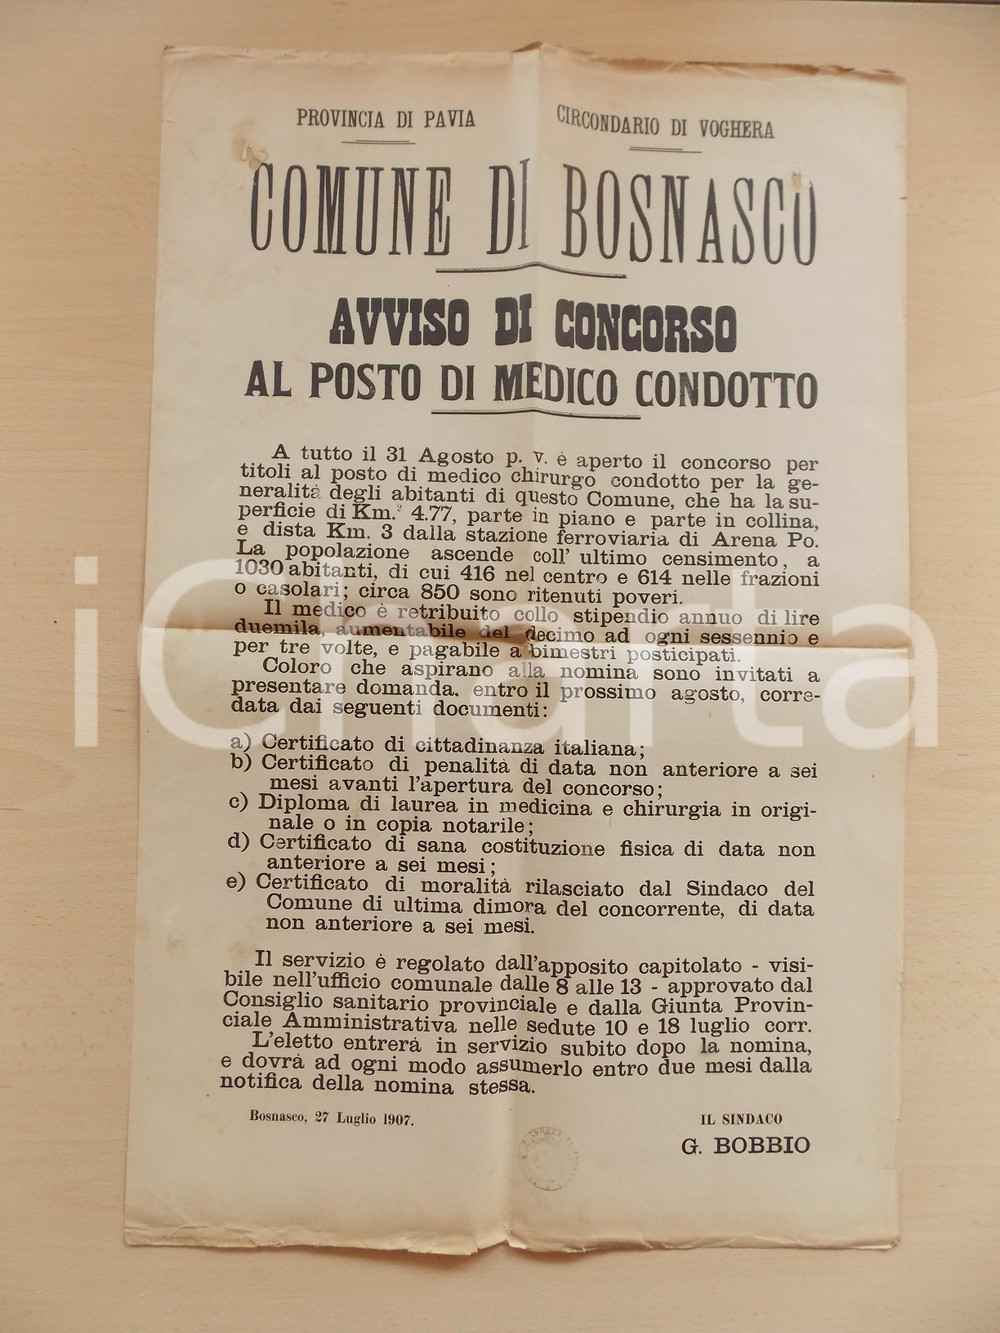 PROVINCIA DI PAVIA
CIRCONDARIO DI VOGHERA
COMUNE DI BOSNASCO
AVVISO DI CONCORSO
AL POSTO DI MEDICO CONDOTTO
A tutto il 31 Agosto p. v. è aperto il concorso per
titoli al posto di medico chirurgo condotto per la ge-
neralità degli abitanti di questo Comune, che ha la su-
perficie di Km.² 4.77, parte in piano e parte in collina,
e dista Km. 3 dalla stazione ferroviaria di Arena Po.
La popolazione ascende coll' ultimo censimento, a
1030 abitanti, di cui 416 nel centro e 614 nelle frazioni
o casolari; circa 850 sono ritenuti poveri.
Il medico è retribuito collo stipendio annuo di lire
duemila, aumentabile del decimo ad ogni sessennio e
per tre volte, e pagabile a bimestri posticipati.
Coloro che aspirano alla nomina sono invitati a
presentare domanda. entro il prossimo agosto, corre-
data dai seguenti documenti:
a) Certificato di cittadinanza italiana;
b) Certificato di penalità di data non anteriore a sei
mesi avanti l'apertura del concorso;
c) Diploma di laurea in medicina e chirurgia in origi-
nale o in copia notarile;
d) Certificato di sana costituzione fisica di data non
anteriore a sei mesi;
e) Certificato di moralità rilasciato dal Sindaco del
Comune di ultima dimora del concorrente, di data
non anteriore a sei mesi.
Il servizio è regolato dall'apposito capitolato - visi-
bile nell'ufficio comunale dalle 8 alle 13 - approvato dal
Consiglio sanitario provinciale e dalla Giunta Provin-
ciale Amministrativa nelle sedute 10 e 18 luglio corr.
L'eletto entrerà in servizio subito dopo la nomina,
e dovrà ad ogni modo assumerlo entro due mesi dalla
notifica della nomina stessa.
Bosnasco, 27 Luglio 1907.
IL SINDACO
G. BOBBIO
iCharta